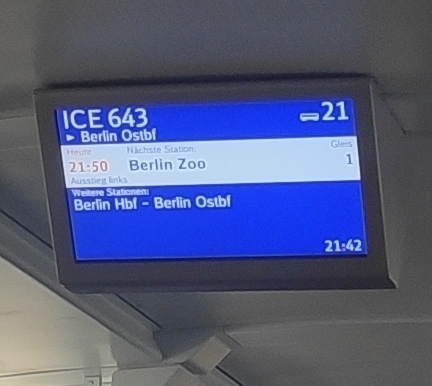 ICE 643 21
▸ Berlin Ostbf
Heute Nächste Station: Gleis
21:50 Berlin Zoo 1
Ausstieg links
Weitere Stationen:
Berlin Hbf - Berlin Ostbf
21:42